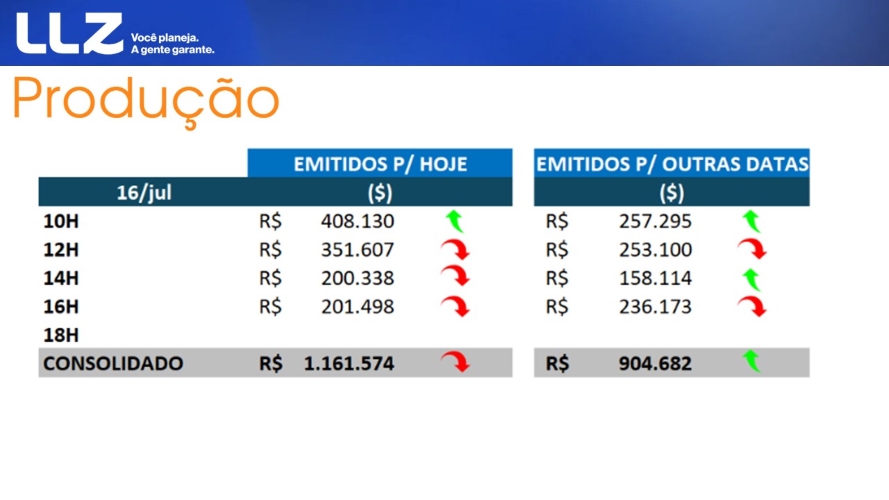 LLZ
Você planeja.
A gente garante.
Produção
EMITIDOS P/ HOJE EMITIDOS P/ OUTRAS DATAS
16/jul ($) ($)
10H R$ 408.130 R$ 257.295
12H R$ 351.607 R$ 253.100
14H R$ 200.338 R$ 158.114
16H R$ 201.498 R$ 236.173
18H
CONSOLIDADO R$ 1.161.574 R$ 904.682